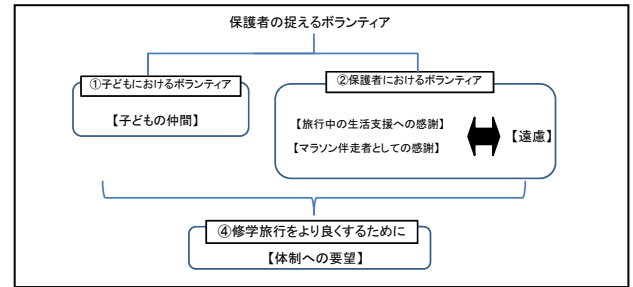 保護者の捉えるボランティア
①子どもにおけるボランティア
【子どもの仲間】
②保護者におけるボランティア
【旅行中の生活支援への感謝】
【マラソン伴走者としての感謝】
【遠慮】
④修学旅行をより良くするために
【体制への要望】